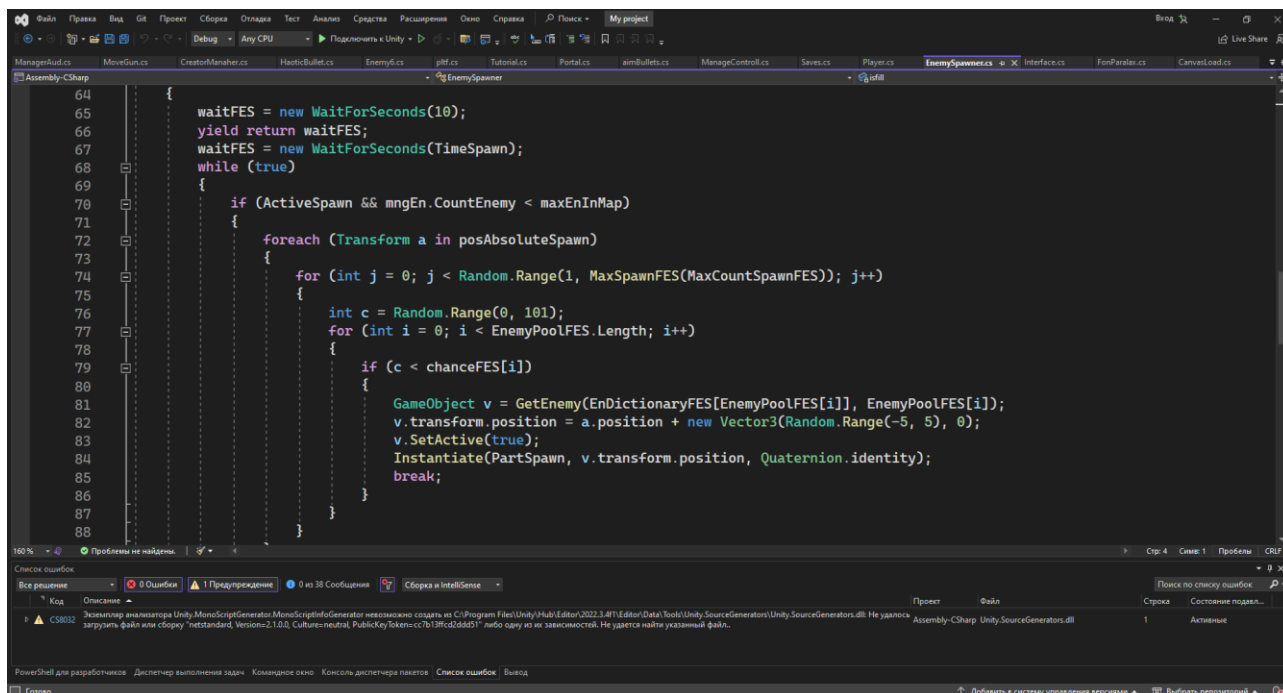 Файл Правка Вид Git Проект Сборка Отладка Тест Анализ Средства Расширения Окно Справка Поиск My project Вход
Debug Any CPU Подключить к Unity Live Share
ManagerAud.cs MoveGun.cs CreatorManaher.cs HaoticBullet.cs Enemy6.cs pltf.cs Tutorial.cs Portal.cs aimBullets.cs ManageControll.cs Saves.cs Player.cs EnemySpawner.cs Interface.cs FonParalax.cs CanvasLoad.cs
Assembly-CSharp EnemySpawner isfill
64 {
65 waitFES = new WaitForSeconds(10);
66 yield return waitFES;
67 waitFES = new WaitForSeconds(TimeSpawn);
68 while (true)
69 {
70 if (ActiveSpawn && mngEn.CountEnemy < maxEnInMap)
71 {
72 foreach (Transform a in posAbsoluteSpawn)
73 {
74 for (int j = 0; j < Random.Range(1, MaxSpawnFES(MaxCountSpawnFES)); j++)
75 {
76 int c = Random.Range(0, 101);
77 for (int i = 0; i < EnemyPoolFES.Length; i++)
78 {
79 if (c < chanceFES[i])
80 {
81 GameObject v = GetEnemy(EnDictionaryFES[EnemyPoolFES[i]], EnemyPoolFES[i]);
82 v.transform.position = a.position + new Vector3(Random.Range(-5, 5), 0);
83 v.SetActive(true);
84 Instantiate(PartSpawn, v.transform.position, Quaternion.identity);
85 break;
86 }
87 }
88 }
160 % Проблемы не найдены. Стр: 4 Симв: 1 Пробелы CRLF
Список ошибок
Все решение 0 Ошибки 1 Предупреждение 0 из 38 Сообщения Сборка и IntelliSense Поиск по списку ошибок
Код Описание Проект Файл Строка Состояние подавл...
CS8032 Экземпляр анализатора Unity.MonoScriptGenerator.MonoScriptInfoGenerator невозможно создать из C:\Program Files\Unity\Hub\Editor\2022.3.4f1\Editor\Data\Tools\Unity.SourceGenerators\Unity.SourceGenerators.dll: Не удалось Assembly-CSharp Unity.SourceGenerators.dll 1 Активные
загрузить файл или сборку "netstandard, Version=2.1.0.0, Culture=neutral, PublicKeyToken=cc7b13ffcd2ddd51" либо одну из их зависимостей. Не удается найти указанный файл..
PowerShell для разработчиков Диспетчер выполнения задач Командное окно Консоль диспетчера пакетов Список ошибок Вывод
Готово Добавить в систему управления версиями Выбрать репозиторий